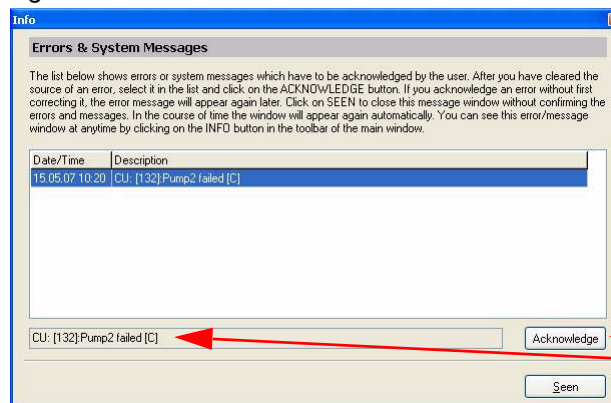 Info
Errors & System Messages
The list below shows errors or system messages which have to be acknowledged by the user. After you have cleared the
source of an error, select it in the list and click on the ACKNOWLEDGE button. If you acknowledge an error without first
correcting it, the error message will appear again later. Click on SEEN to close this message window without confirming the
errors and messages. In the course of time the window will appear again automatically. You can see this error/message
window at anytime by clicking on the INFO button in the toolbar of the main window.
Date/Time Description
15.05.07 10:20 CU: [132]:Pump2 failed [C]
CU: [132]:Pump2 failed [C] Acknowledge
Seen